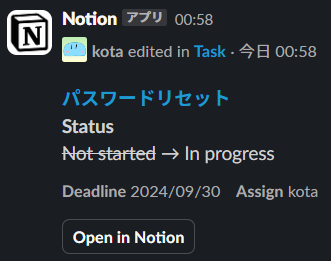 Notion アプリ 00:58
kota edited in Task · 今日 00:58
パスワードリセット
Status
Not started → In progress
Deadline 2024/09/30 Assign kota
Open in Notion